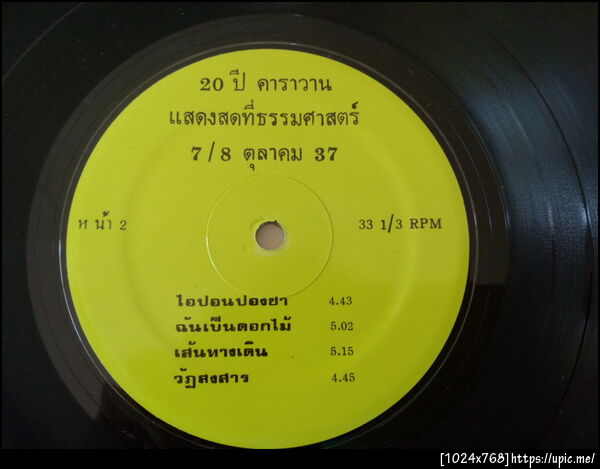 20 ปี คาราวาน
แสดงสดที่ธรรมศาสตร์
7/8 ตุลาคม 37
ห น้า 2
33 1/3 RPM
ไอปอนปองยา 4.43
ฉันเป็นดอกไม้ 5.02
เส้นทางเดิน 5.15
วัฏสงสาร 4.45
[1024x768]https://upic.me/